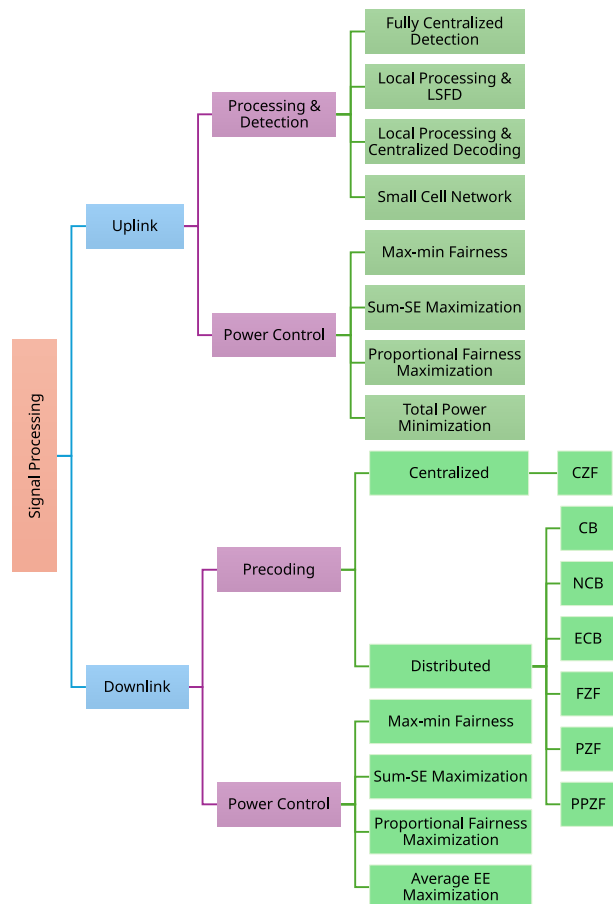 Signal Processing
Uplink
Processing &
Detection
Fully Centralized
Detection
Local Processing &
LSFD
Local Processing &
Centralized Decoding
Small Cell Network
Power Control
Max-min Fairness
Sum-SE Maximization
Proportional Fairness
Maximization
Total Power
Minimization
Downlink
Precoding
Centralized
CZF
Distributed
CB
NCB
ECB
FZF
PZF
PPZF
Power Control
Max-min Fairness
Sum-SE Maximization
Proportional Fairness
Maximization
Average EE
Maximization